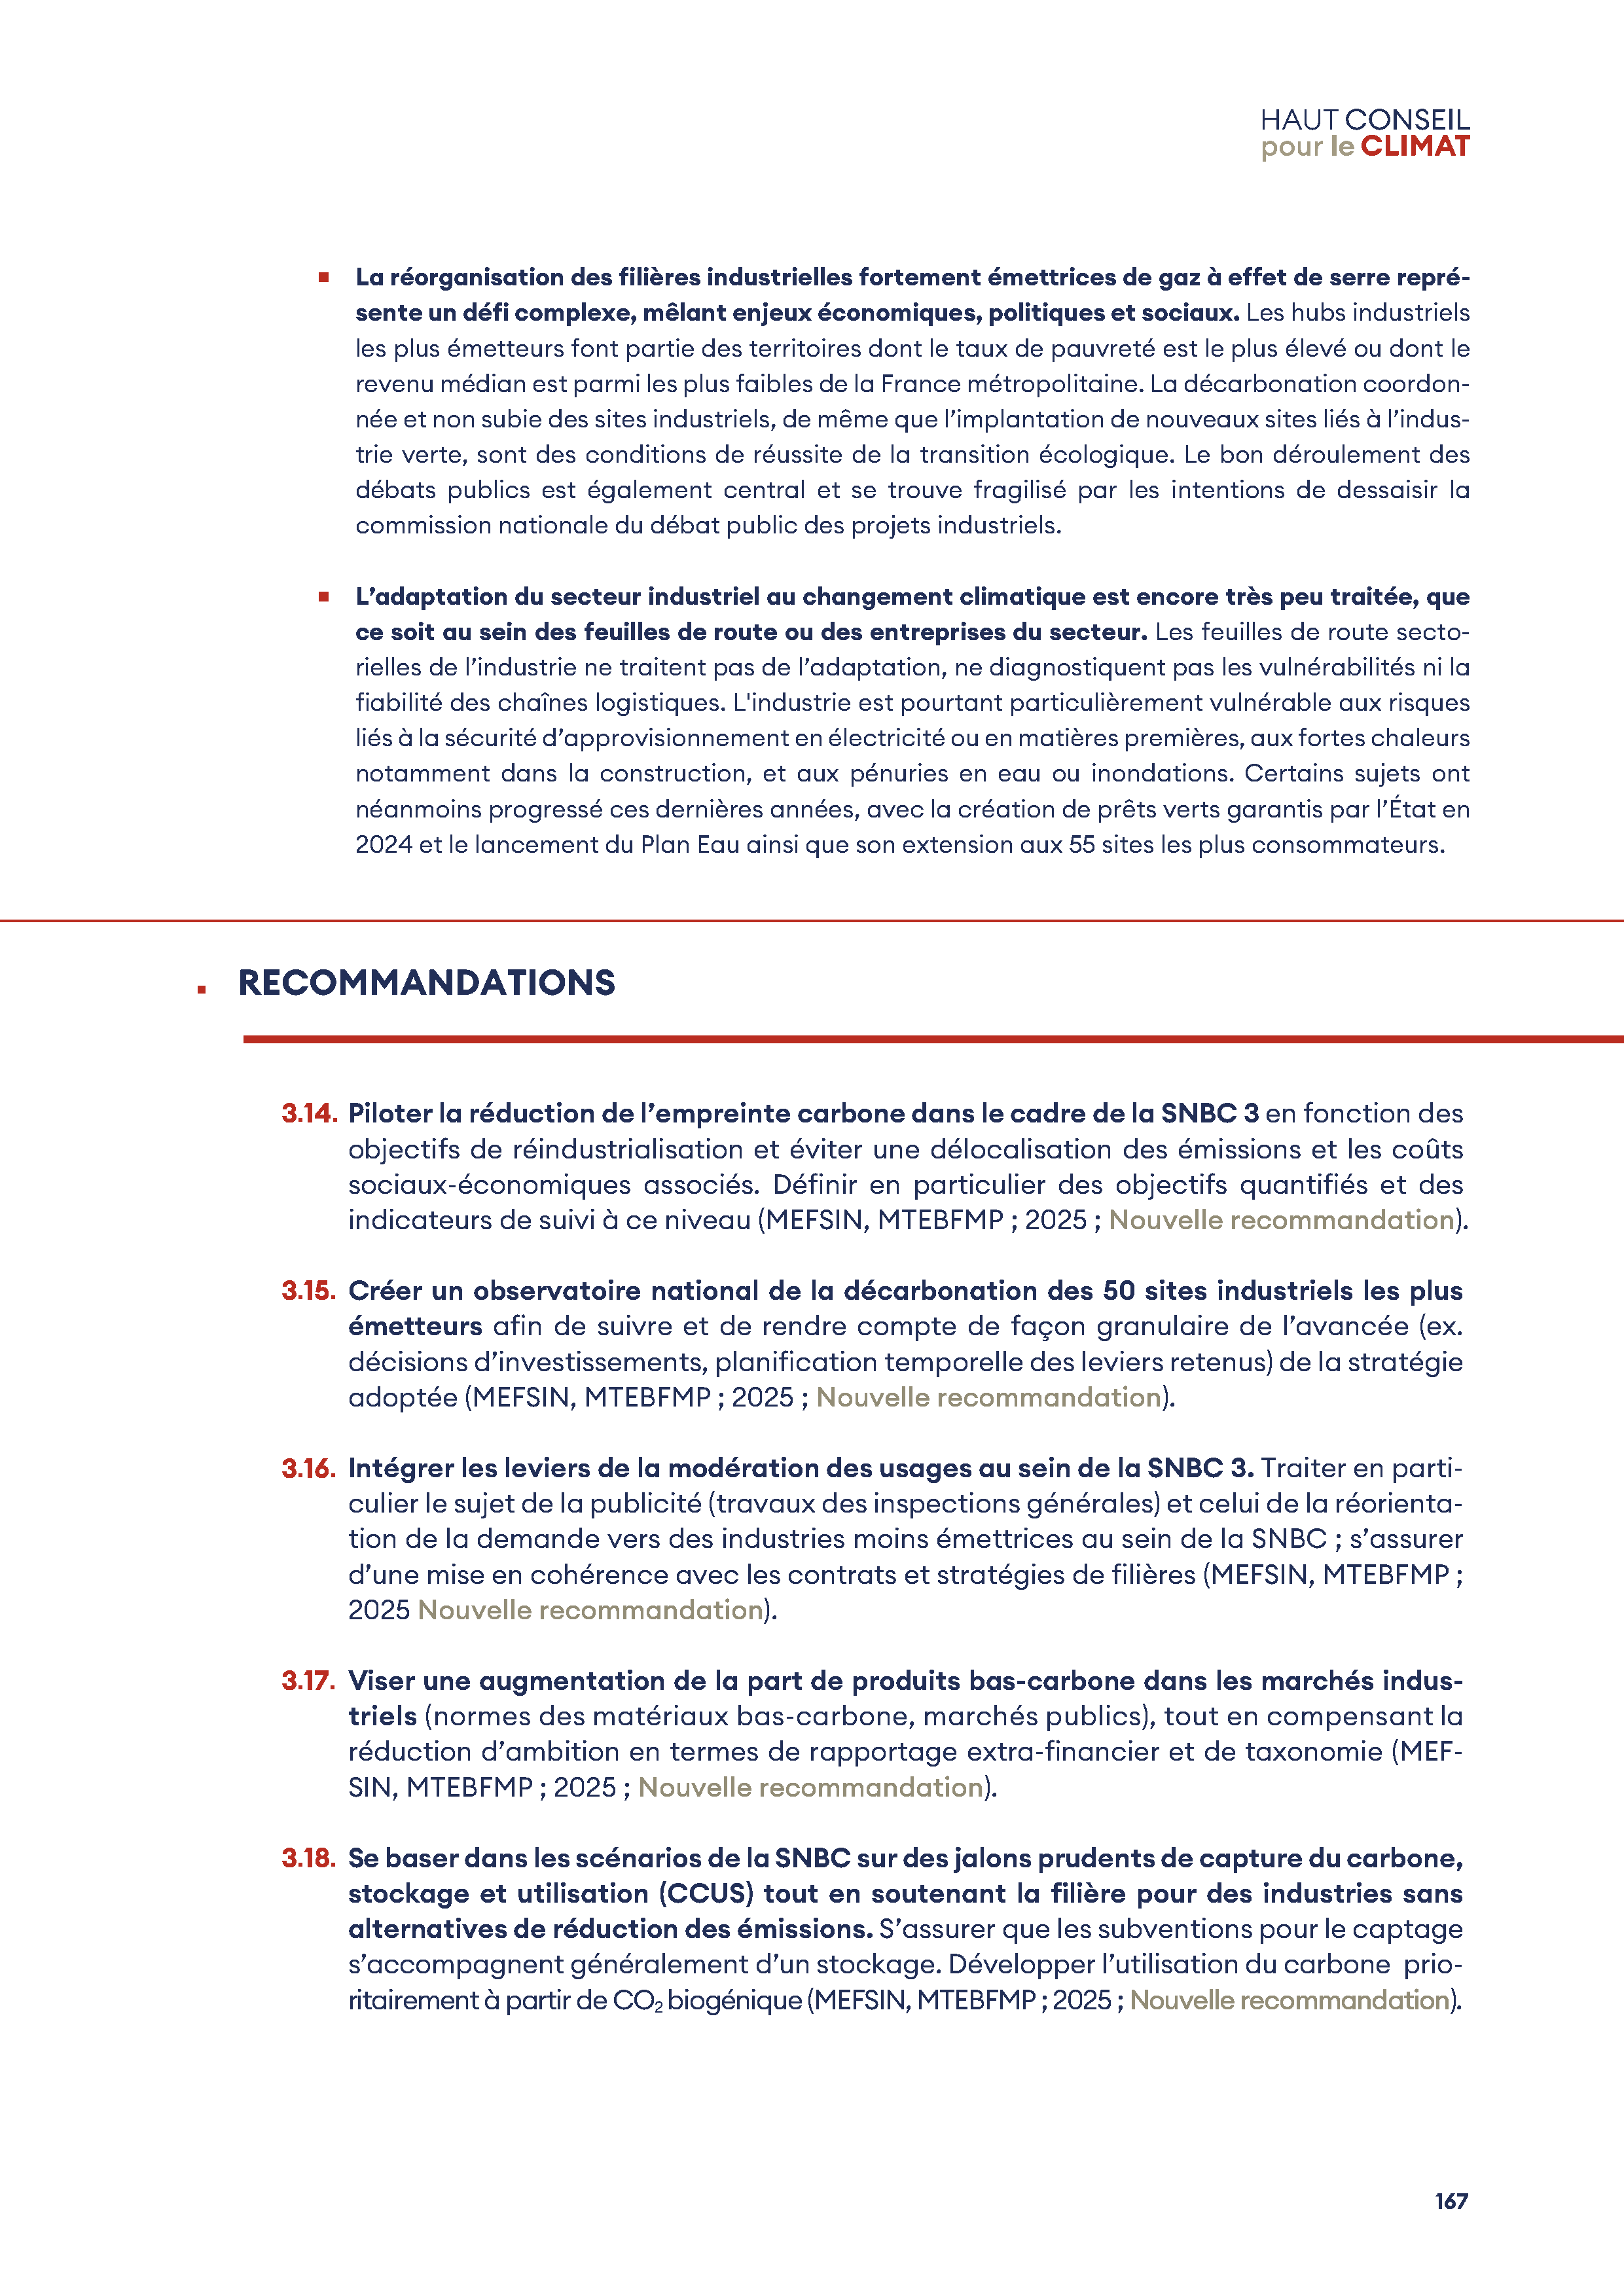 HAUT CONSEIL
pour le CLIMAT
▪ La réorganisation des filières industrielles fortement émettrices de gaz à effet de serre repré-
sente un défi complexe, mêlant enjeux économiques, politiques et sociaux. Les hubs industriels
les plus émetteurs font partie des territoires dont le taux de pauvreté est le plus élevé ou dont le
revenu médian est parmi les plus faibles de la France métropolitaine. La décarbonation coordon-
née et non subie des sites industriels, de même que l’implantation de nouveaux sites liés à l’indus-
trie verte, sont des conditions de réussite de la transition écologique. Le bon déroulement des
débats publics est également central et se trouve fragilisé par les intentions de dessaisir la
commission nationale du débat public des projets industriels.
▪ L’adaptation du secteur industriel au changement climatique est encore très peu traitée, que
ce soit au sein des feuilles de route ou des entreprises du secteur. Les feuilles de route secto-
rielles de l’industrie ne traitent pas de l’adaptation, ne diagnostiquent pas les vulnérabilités ni la
fiabilité des chaînes logistiques. L'industrie est pourtant particulièrement vulnérable aux risques
liés à la sécurité d’approvisionnement en électricité ou en matières premières, aux fortes chaleurs
notamment dans la construction, et aux pénuries en eau ou inondations. Certains sujets ont
néanmoins progressé ces dernières années, avec la création de prêts verts garantis par l’État en
2024 et le lancement du Plan Eau ainsi que son extension aux 55 sites les plus consommateurs.
▪ RECOMMANDATIONS
3.14. Piloter la réduction de l’empreinte carbone dans le cadre de la SNBC 3 en fonction des
objectifs de réindustrialisation et éviter une délocalisation des émissions et les coûts
sociaux-économiques associés. Définir en particulier des objectifs quantifiés et des
indicateurs de suivi à ce niveau (MEFSIN, MTEBFMP ; 2025 ; Nouvelle recommandation).
3.15. Créer un observatoire national de la décarbonation des 50 sites industriels les plus
émetteurs afin de suivre et de rendre compte de façon granulaire de l’avancée (ex.
décisions d’investissements, planification temporelle des leviers retenus) de la stratégie
adoptée (MEFSIN, MTEBFMP ; 2025 ; Nouvelle recommandation).
3.16. Intégrer les leviers de la modération des usages au sein de la SNBC 3. Traiter en parti-
culier le sujet de la publicité (travaux des inspections générales) et celui de la réorienta-
tion de la demande vers des industries moins émettrices au sein de la SNBC ; s’assurer
d’une mise en cohérence avec les contrats et stratégies de filières (MEFSIN, MTEBFMP ;
2025 Nouvelle recommandation).
3.17. Viser une augmentation de la part de produits bas-carbone dans les marchés indus-
triels (normes des matériaux bas-carbone, marchés publics), tout en compensant la
réduction d’ambition en termes de rapportage extra-financier et de taxonomie (MEF-
SIN, MTEBFMP ; 2025 ; Nouvelle recommandation).
3.18. Se baser dans les scénarios de la SNBC sur des jalons prudents de capture du carbone,
stockage et utilisation (CCUS) tout en soutenant la filière pour des industries sans
alternatives de réduction des émissions. S’assurer que les subventions pour le captage
s’accompagnent généralement d’un stockage. Développer l’utilisation du carbone prio-
ritairement à partir de CO₂ biogénique (MEFSIN, MTEBFMP ; 2025 ; Nouvelle recommandation).
167